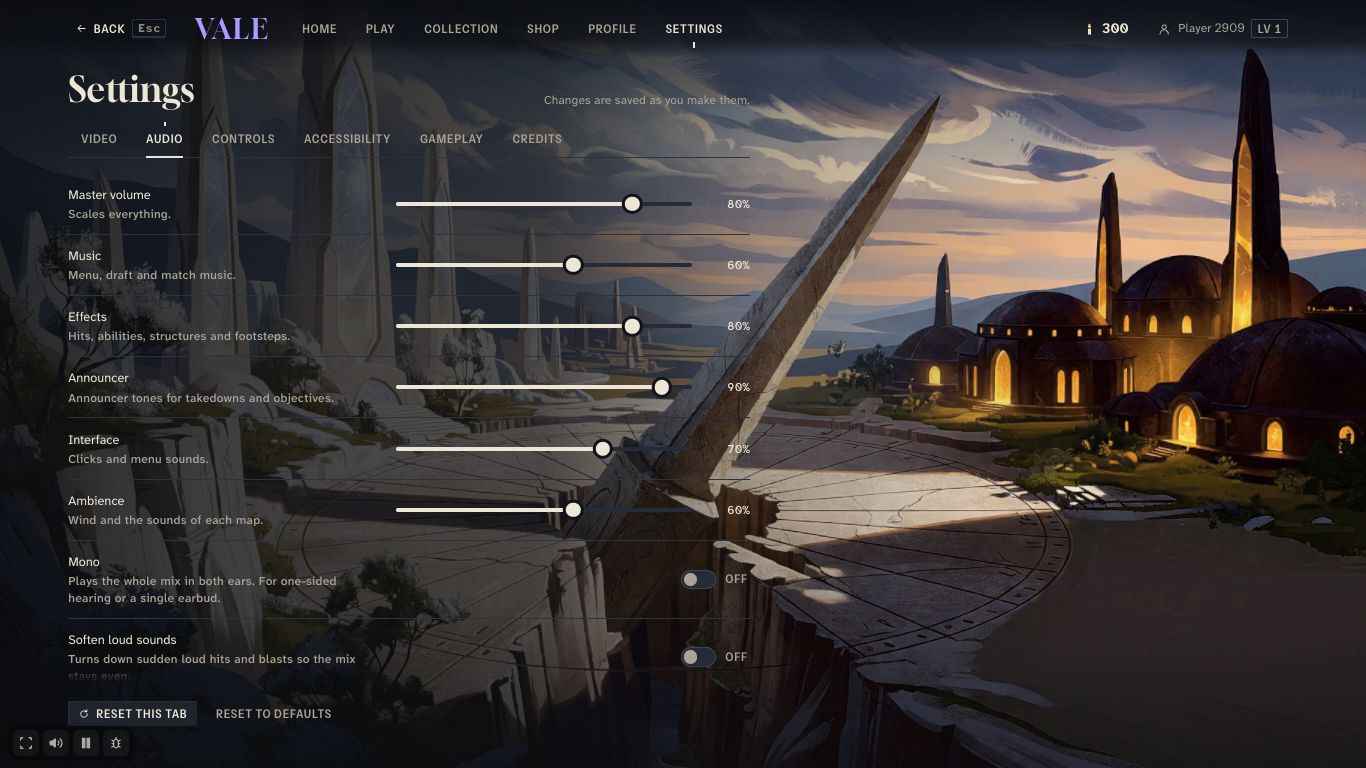 BACK Esc VALE HOME PLAY COLLECTION SHOP PROFILE SETTINGS 300 Player 2909 LV 1
Settings
Changes are saved as you make them.
VIDEO AUDIO CONTROLS ACCESSIBILITY GAMEPLAY CREDITS
Master volume
Scales everything.
80%
Music
Menu, draft and match music.
60%
Effects
Hits, abilities, structures and footsteps.
80%
Announcer
Announcer tones for takedowns and objectives.
90%
Interface
Clicks and menu sounds.
70%
Ambience
Wind and the sounds of each map.
60%
Mono
Plays the whole mix in both ears. For one-sided
hearing or a single earbud.
OFF
Soften loud sounds
Turns down sudden loud hits and blasts so the mix
stays even.
OFF
RESET THIS TAB RESET TO DEFAULTS